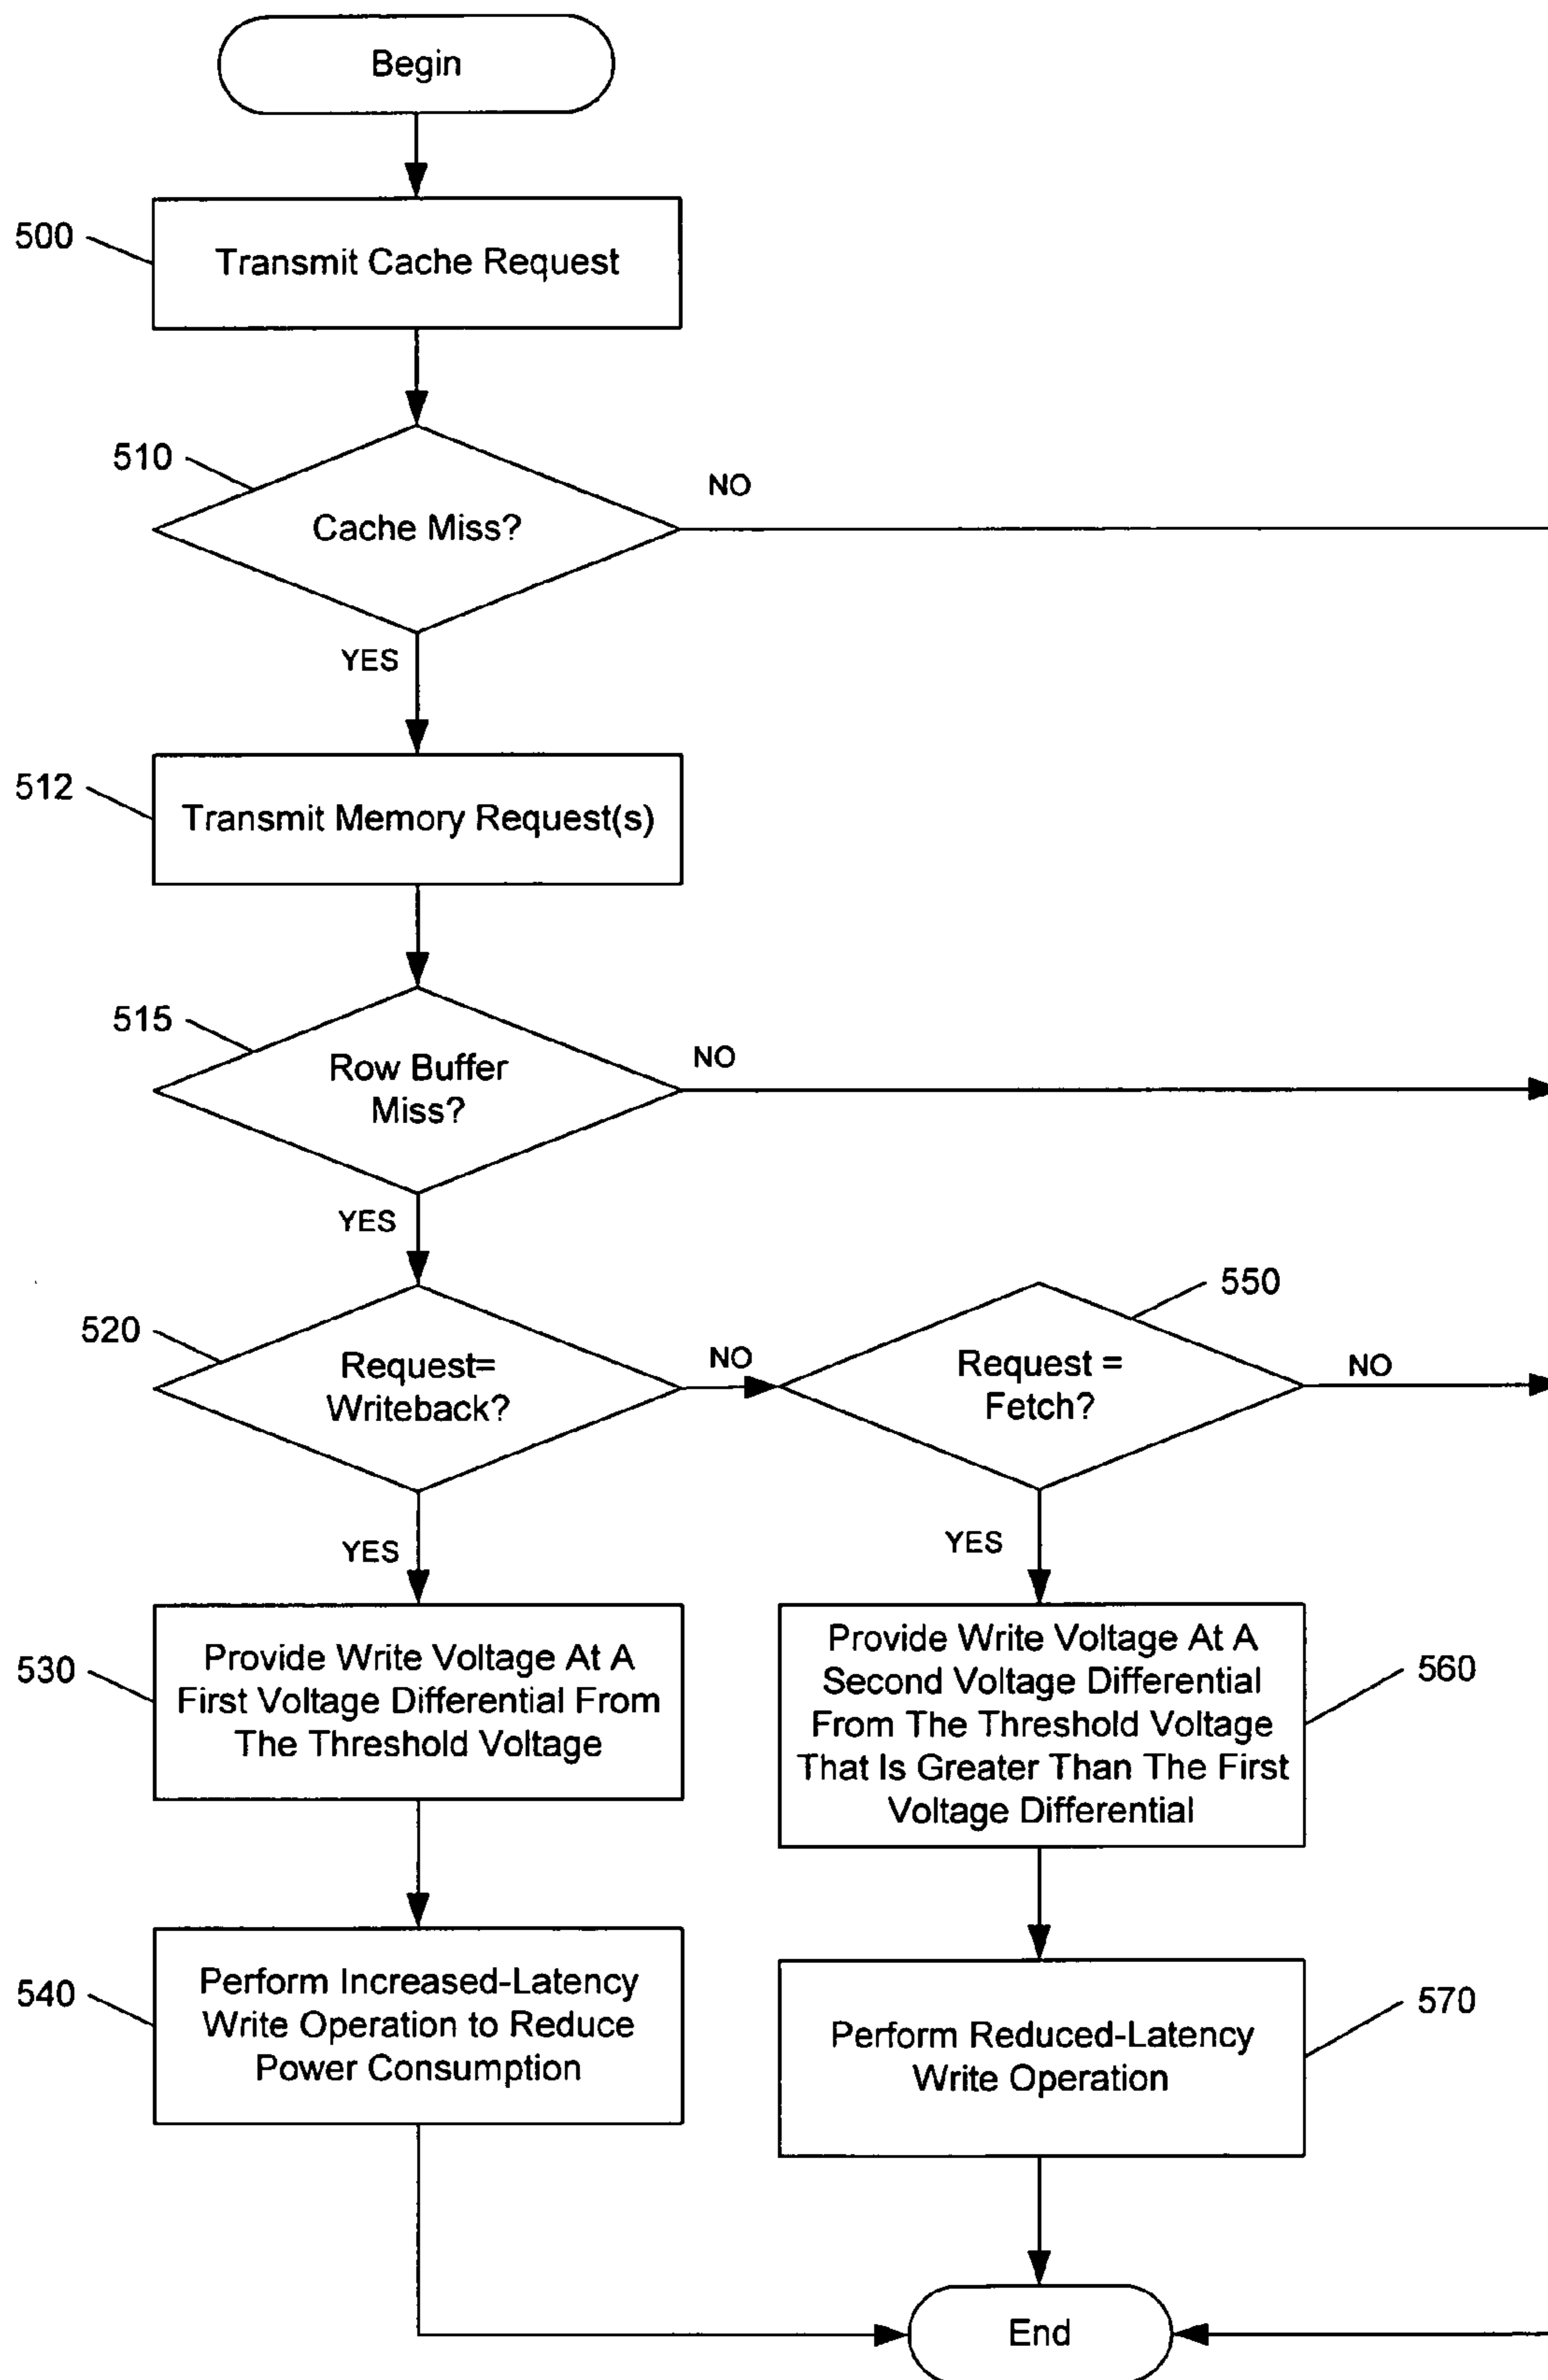 Begin
500
Transmit Cache Request
510
Cache Miss?
NO
YES
512
Transmit Memory Request(s)
515
Row Buffer
Miss?
NO
YES
520
Request=
Writeback?
NO
550
Request =
Fetch?
NO
YES
YES
530
Provide Write Voltage At A
First Voltage Differential From
The Threshold Voltage
560
Provide Write Voltage At A
Second Voltage Differential
From The Threshold Voltage
That Is Greater Than The First
Voltage Differential
540
Perform Increased-Latency
Write Operation to Reduce
Power Consumption
570
Perform Reduced-Latency
Write Operation
End